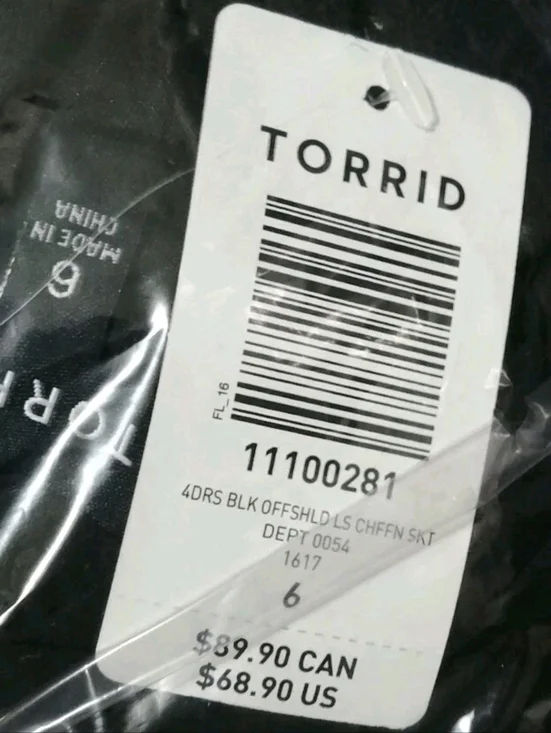 TORRID
FL_16
11100281
4DRS BLK OFFSHLD LS CHFFN SKT
DEPT 0054
1617
6
$89.90 CAN
$68.90 US
MADE IN
CHINA
6
TORR